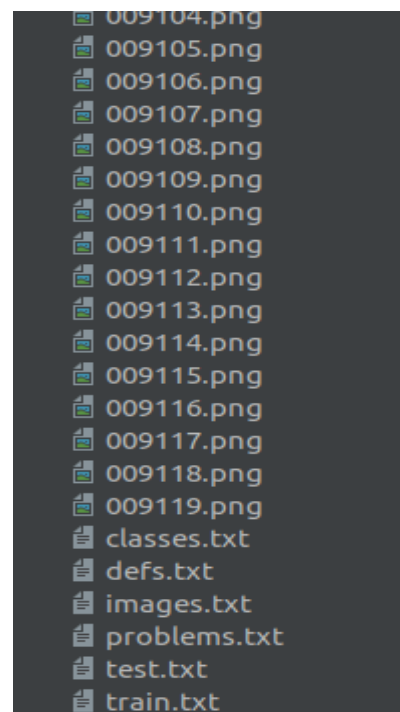 009104.png
009105.png
009106.png
009107.png
009108.png
009109.png
009110.png
009111.png
009112.png
009113.png
009114.png
009115.png
009116.png
009117.png
009118.png
009119.png
classes.txt
defs.txt
images.txt
problems.txt
test.txt
train.txt